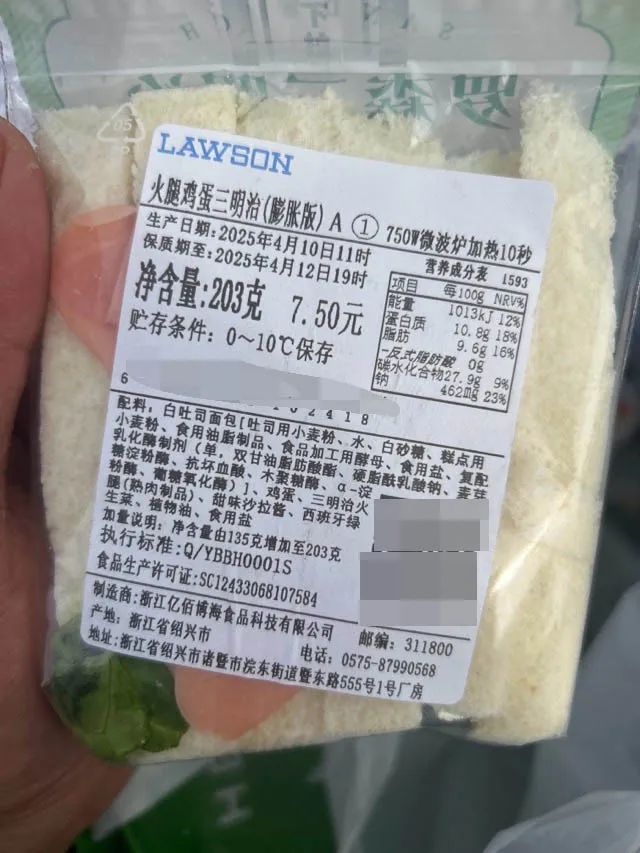 罗森三明治
05
LAWSON
火腿鸡蛋三明治(膨胀版) A ① 750W微波炉加热10秒
生产日期:2025年4月10日11时
保质期至:2025年4月12日19时
净含量:203克 7.50元
贮存条件: 0～10℃保存
营养成分表 1593
项目 每100g NRV%
能量 1013kJ 12%
蛋白质 10.8g 18%
脂肪 9.6g 16%
-反式脂肪酸 0g
碳水化合物27.9g 9%
钠 462mg 23%
配料: 白吐司面包[吐司用小麦粉、水、白砂糖、糕点用
小麦粉、食用油脂制品、食品加工用酵母、食用盐、复配
乳化酶制剂(单,双甘油脂肪酸酯、硬脂酰乳酸钠、麦芽
糖淀粉酶、抗坏血酸、木聚糖酶、α-淀
粉酶、葡糖氧化酶)]、鸡蛋、三明治火
腿(熟肉制品)、甜味沙拉酱、西班牙绿
生菜、植物油、食用盐
加量说明: 净含量由135克增加至203克
执行标准:Q/YBBH0001S
食品生产许可证:SC12433068107584
制造商:浙江亿佰博海食品科技有限公司 邮编: 311800
产地: 浙江省绍兴市 电话: 0575-87990568
地址:浙江省绍兴市诸暨市浣东街道暨东路555号1号厂房